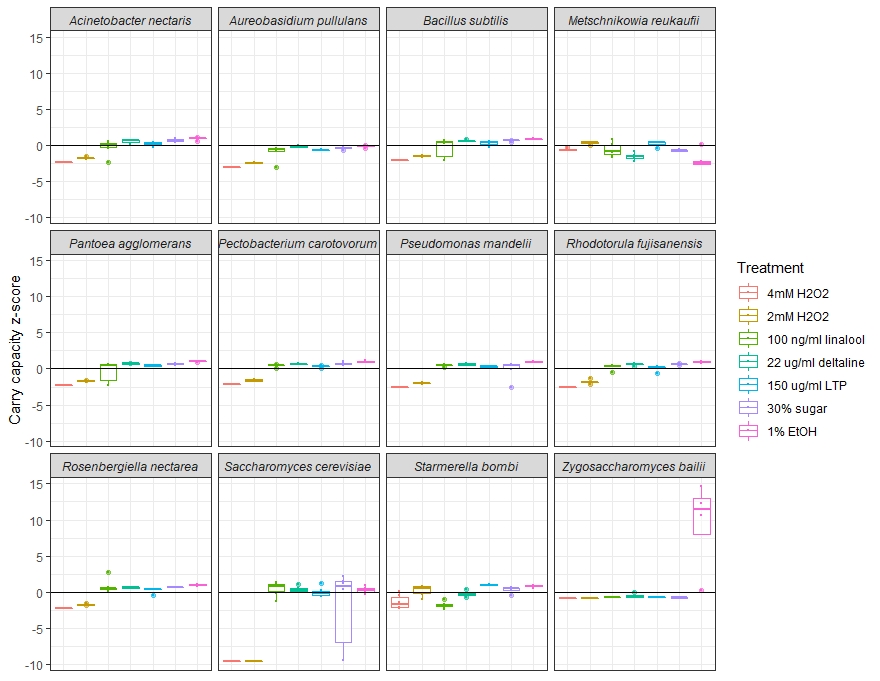 Acinetobacter nectaris Aureobasidium pullulans Bacillus subtilis Metschnikowia reukaufii
15
10
5
0
-5
-10
Pantoea agglomerans Pectobacterium carotovorum Pseudomonas mandelii Rhodotorula fujisanensis
15
10
5
0
-5
-10
Rosenbergiella nectarea Saccharomyces cerevisiae Starmerella bombi Zygosaccharomyces bailii
15
10
5
0
-5
-10
Carry capacity z-score
Treatment
4mM H2O2
2mM H2O2
100 ng/ml linalool
22 ug/ml deltaline
150 ug/ml LTP
30% sugar
1% EtOH